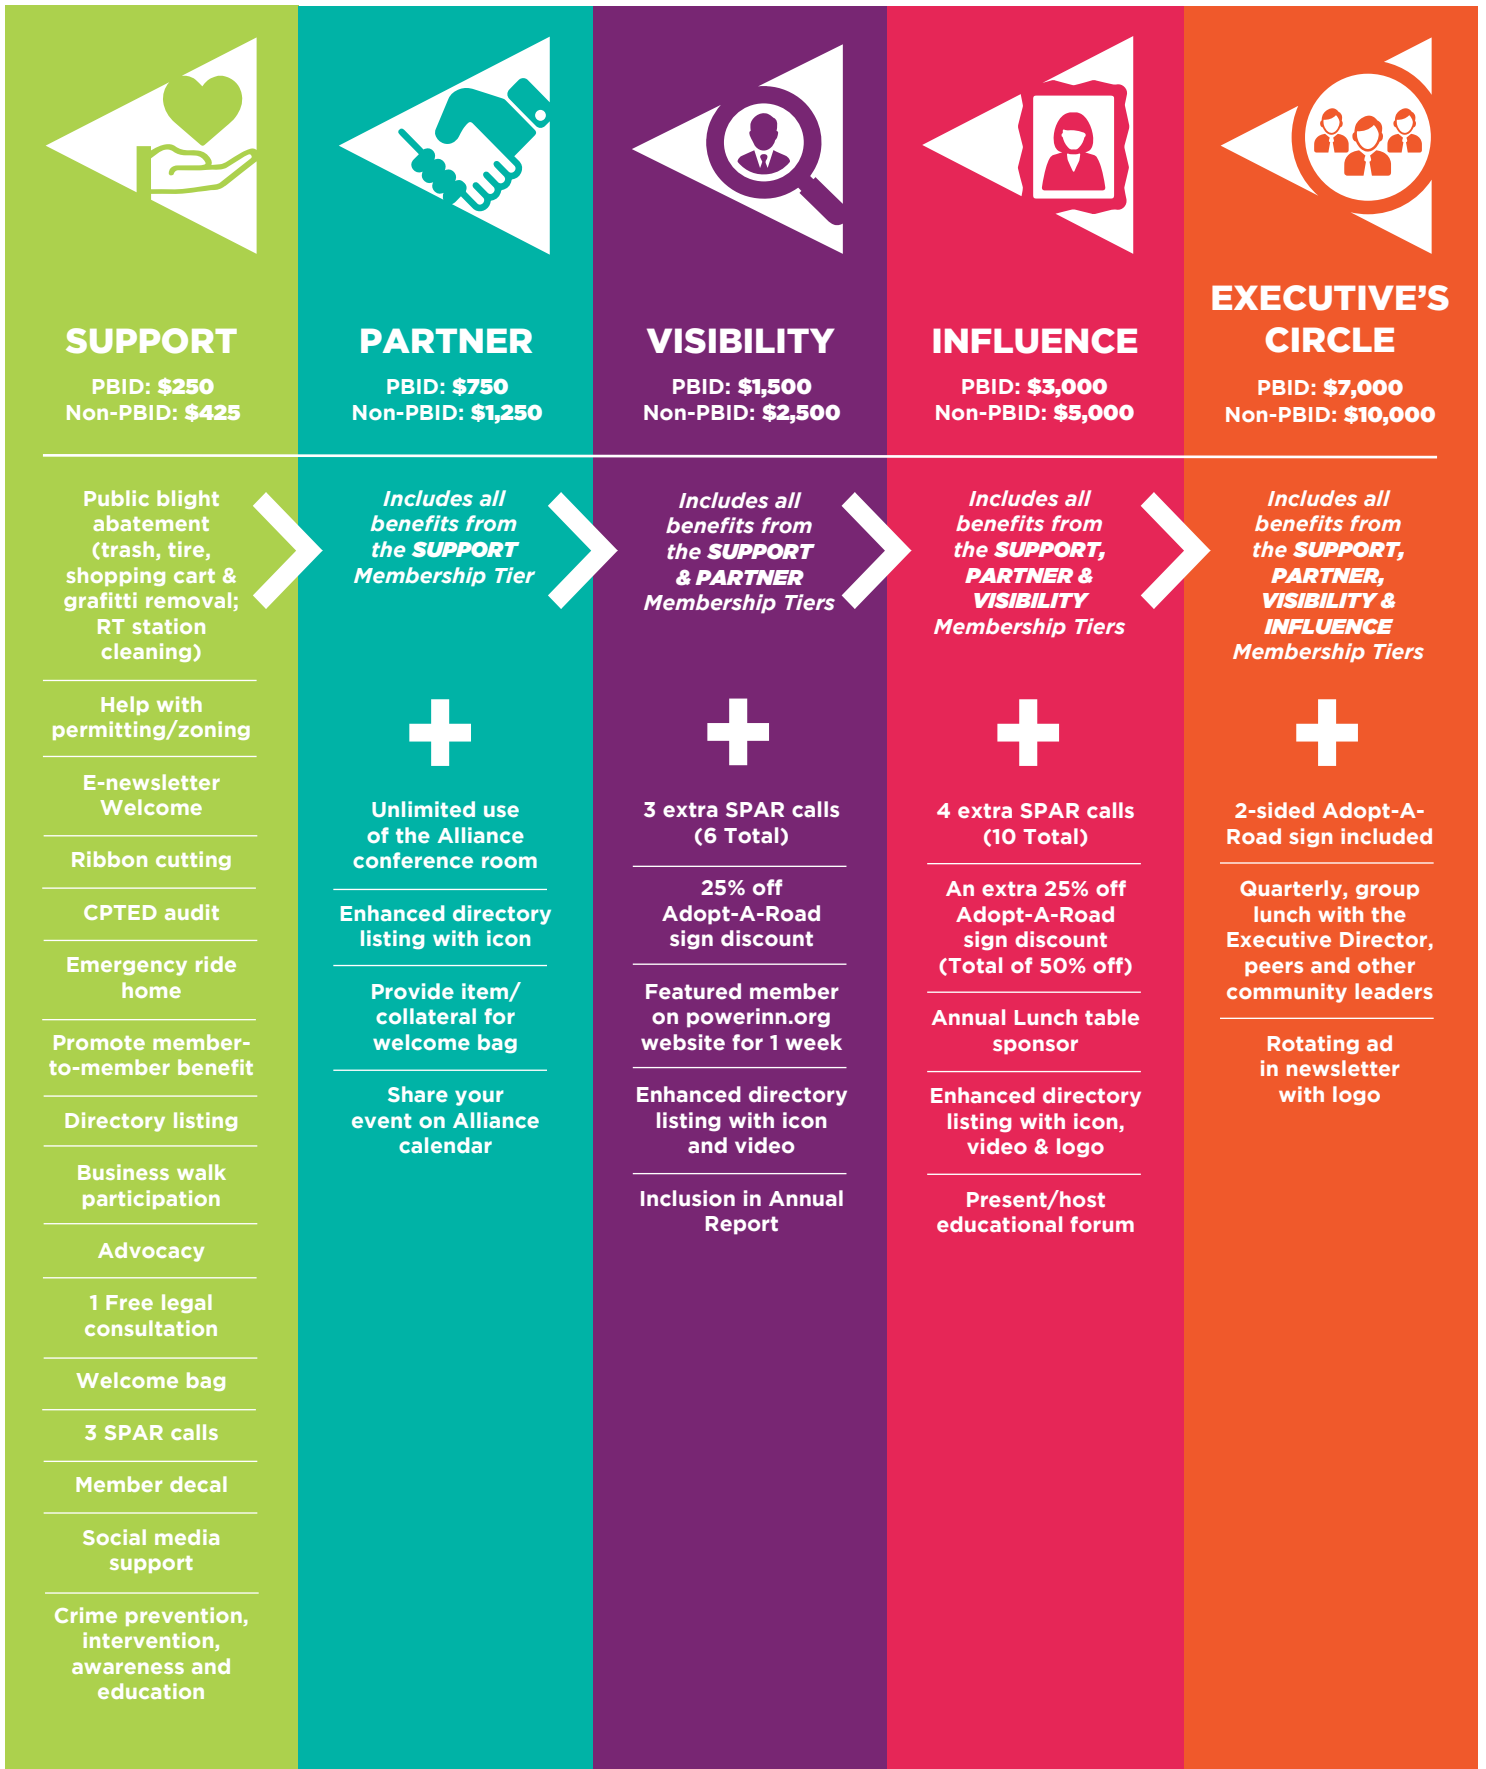 SUPPORT
PBID: $250
Non-PBID: $425
Public blight
abatement
(trash, tire,
shopping cart &
grafitti removal;
RT station
cleaning)
Help with
permitting/zoning
E-newsletter
Welcome
Ribbon cutting
CPTED audit
Emergency ride
home
Promote member-
to-member benefit
Directory listing
Business walk
participation
Advocacy
1 Free legal
consultation
Welcome bag
3 SPAR calls
Member decal
Social media
support
Crime prevention,
intervention,
awareness and
education
PARTNER
PBID: $750
Non-PBID: $1,250
Includes all
benefits from
the SUPPORT
Membership Tier
Unlimited use
of the Alliance
conference room
Enhanced directory
listing with icon
Provide item/
collateral for
welcome bag
Share your
event on Alliance
calendar
VISIBILITY
PBID: $1,500
Non-PBID: $2,500
Includes all
benefits from
the SUPPORT
& PARTNER
Membership Tiers
3 extra SPAR calls
(6 Total)
25% off
Adopt-A-Road
sign discount
Featured member
on powerinn.org
website for 1 week
Enhanced directory
listing with icon
and video
Inclusion in Annual
Report
INFLUENCE
PBID: $3,000
Non-PBID: $5,000
Includes all
benefits from
the SUPPORT,
PARTNER &
VISIBILITY
Membership Tiers
4 extra SPAR calls
(10 Total)
An extra 25% off
Adopt-A-Road
sign discount
(Total of 50% off)
Annual Lunch table
sponsor
Enhanced directory
listing with icon,
video & logo
Present/host
educational forum
EXECUTIVE'S
CIRCLE
PBID: $7,000
Non-PBID: $10,000
Includes all
benefits from
the SUPPORT,
PARTNER,
VISIBILITY &
INFLUENCE
Membership Tiers
2-sided Adopt-A-
Road sign included
Quarterly, group
lunch with the
Executive Director,
peers and other
community leaders
Rotating ad
in newsletter
with logo